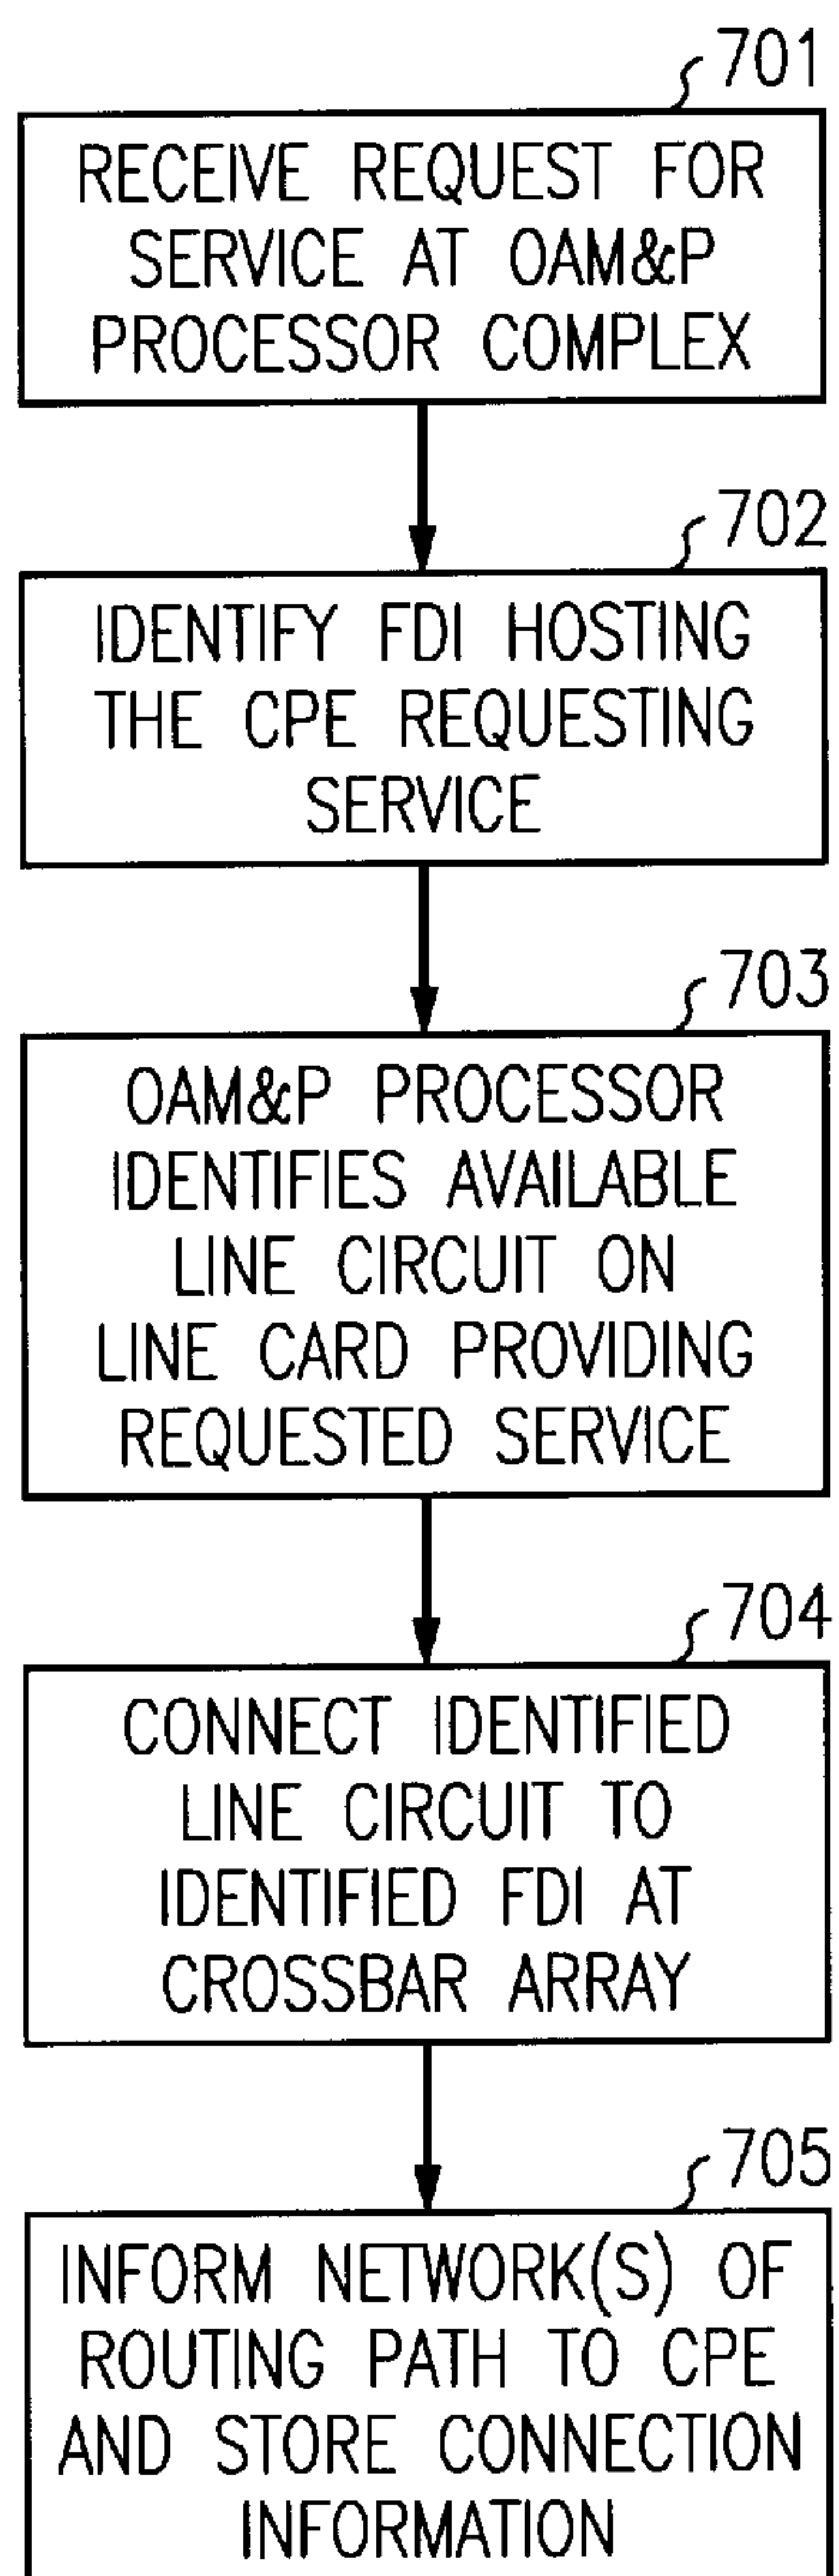 701
RECEIVE REQUEST FOR
SERVICE AT OAM&P
PROCESSOR COMPLEX
702
IDENTIFY FDI HOSTING
THE CPE REQUESTING
SERVICE
703
OAM&P PROCESSOR
IDENTIFIES AVAILABLE
LINE CIRCUIT ON
LINE CARD PROVIDING
REQUESTED SERVICE
704
CONNECT IDENTIFIED
LINE CIRCUIT TO
IDENTIFIED FDI AT
CROSSBAR ARRAY
705
INFORM NETWORK(S) OF
ROUTING PATH TO CPE
AND STORE CONNECTION
INFORMATION